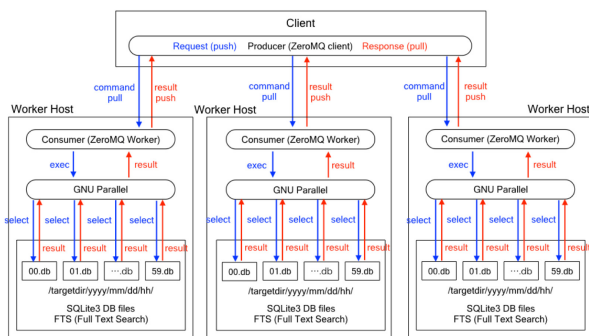 Client
Request (push) Producer (ZeroMQ client) Response (pull)
command pull
result push
command pull
result push
command pull
result push
Worker Host
Consumer (ZeroMQ Worker)
exec
result
GNU Parallel
select select select select
result result result result
00.db 01.db ….db 59.db
/targetdir/yyyy/mm/dd/hh/
SQLite3 DB files
FTS (Full Text Search)
Worker Host
Consumer (ZeroMQ Worker)
exec
result
GNU Parallel
select select select select
result result result result
00.db 01.db ….db 59.db
/targetdir/yyyy/mm/dd/hh/
SQLite3 DB files
FTS (Full Text Search)
Worker Host
Consumer (ZeroMQ Worker)
exec
result
GNU Parallel
select select select select
result result result result
00.db 01.db ….db 59.db
/targetdir/yyyy/mm/dd/hh/
SQLite3 DB files
FTS (Full Text Search)